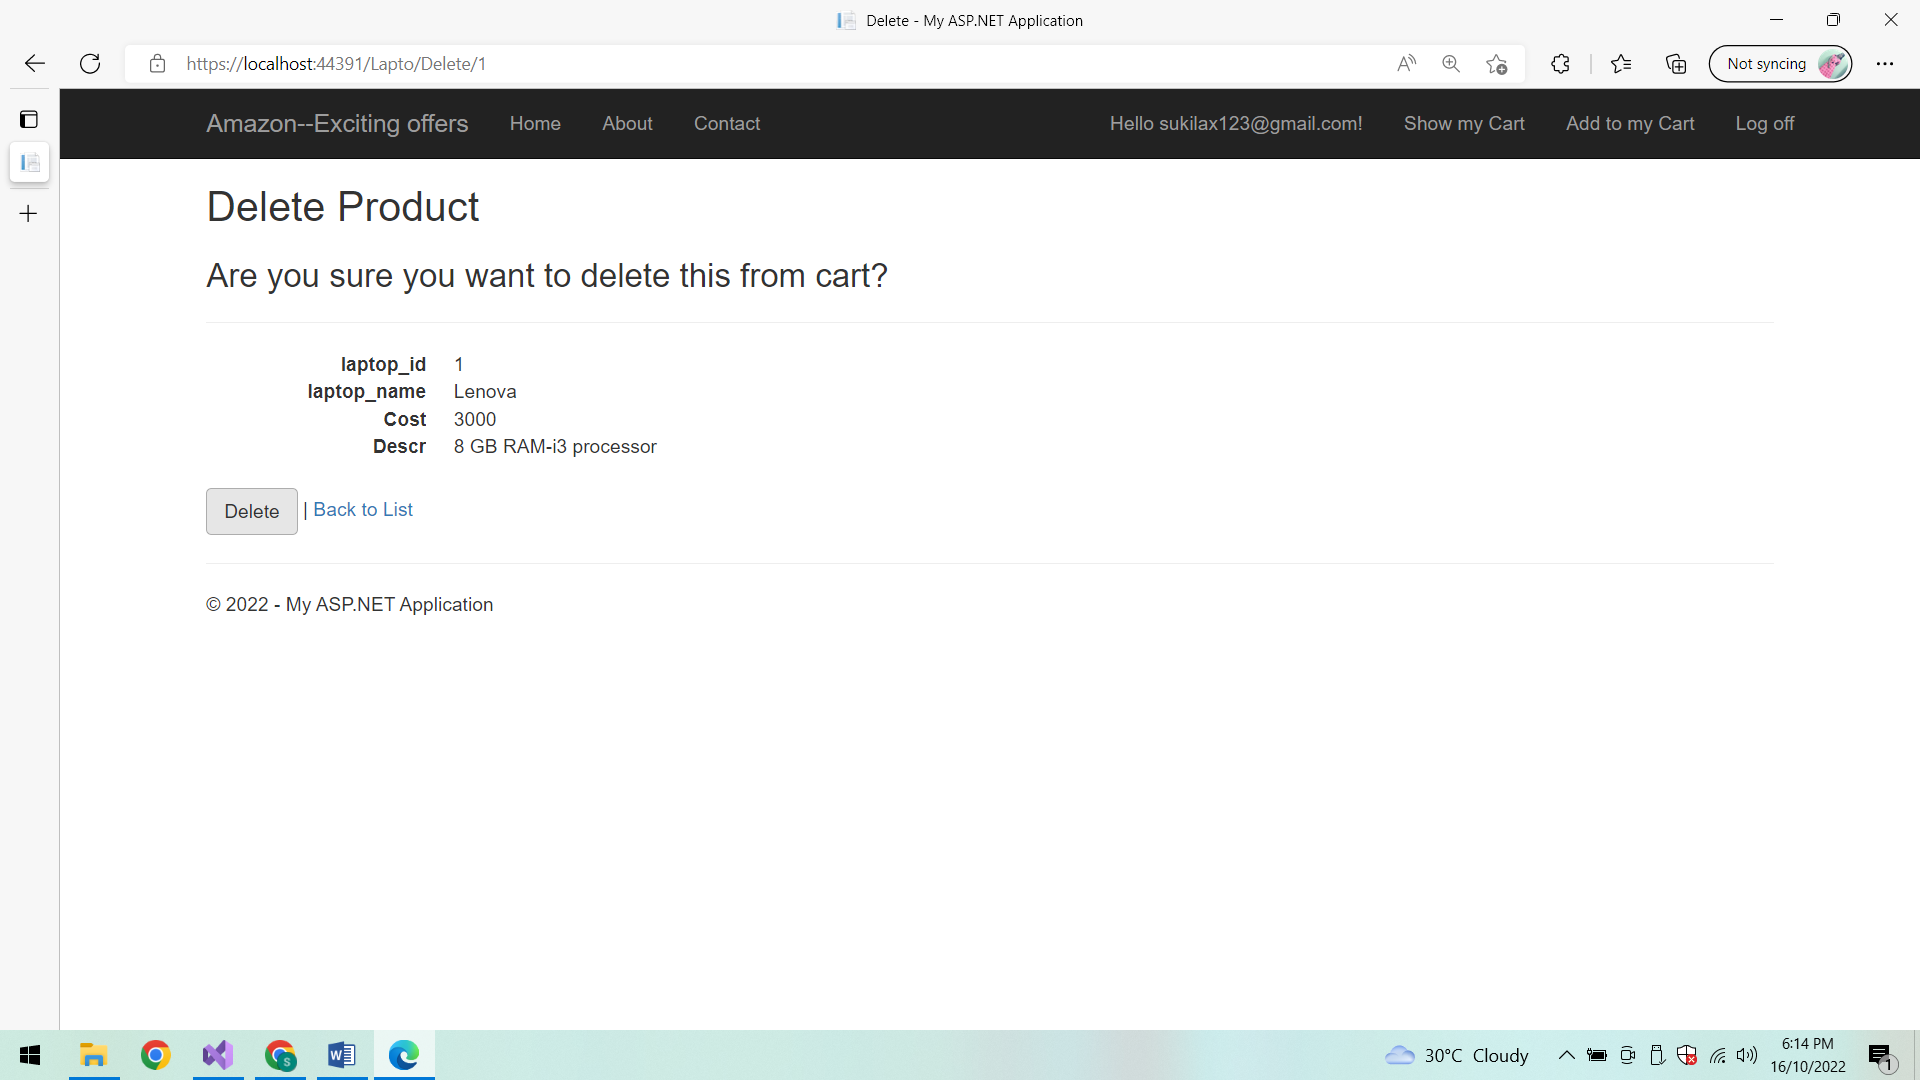 Delete - My ASP.NET Application
https://localhost:44391/Lapto/Delete/1
Not syncing
Amazon--Exciting offers Home About Contact Hello sukilax123@gmail.com! Show my Cart Add to my Cart Log off
Delete Product
Are you sure you want to delete this from cart?
laptop_id 1
laptop_name Lenova
Cost 3000
Descr 8 GB RAM-i3 processor
Delete | Back to List
© 2022 - My ASP.NET Application
30°C Cloudy
6:14 PM
16/10/2022
1